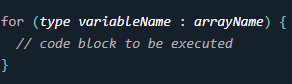 for (type variableName : arrayName) {
  // code block to be executed
}